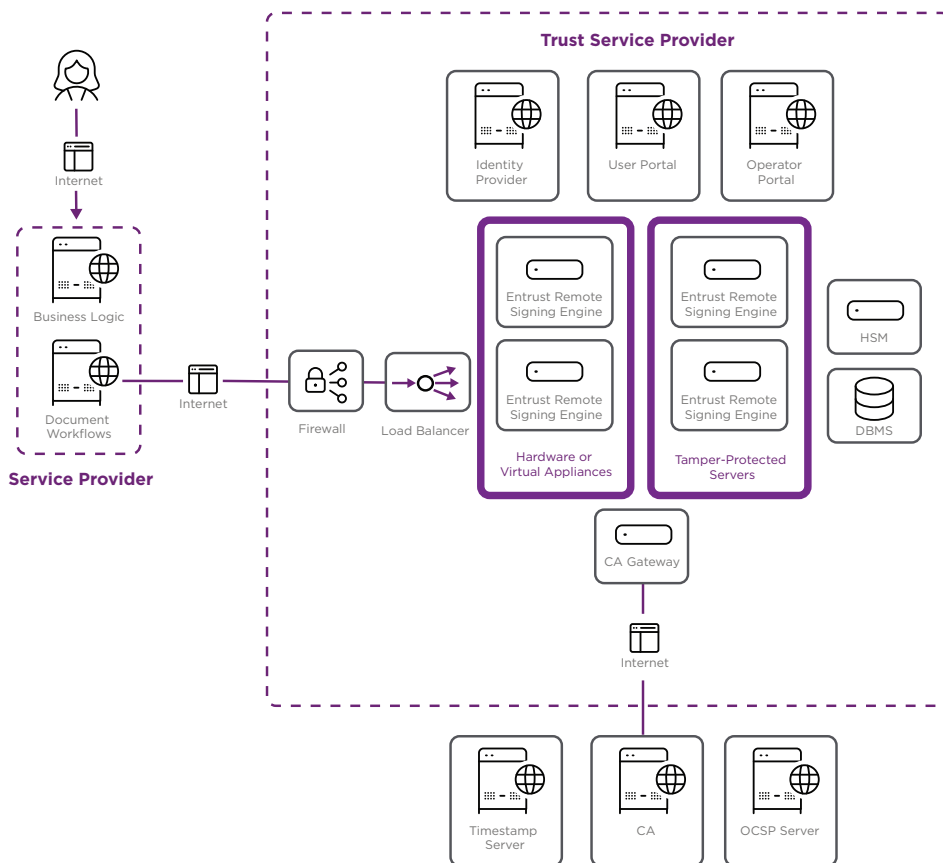 Trust Service Provider
Identity
Provider
User Portal
Operator
Portal
Internet
Business Logic
Document
Workflows
Service Provider
Internet
Firewall
Load Balancer
Entrust Remote
Signing Engine
Entrust Remote
Signing Engine
Hardware or
Virtual Appliances
Entrust Remote
Signing Engine
Entrust Remote
Signing Engine
Tamper-Protected
Servers
HSM
DBMS
CA Gateway
Internet
Timestamp
Server
CA
OCSP Server